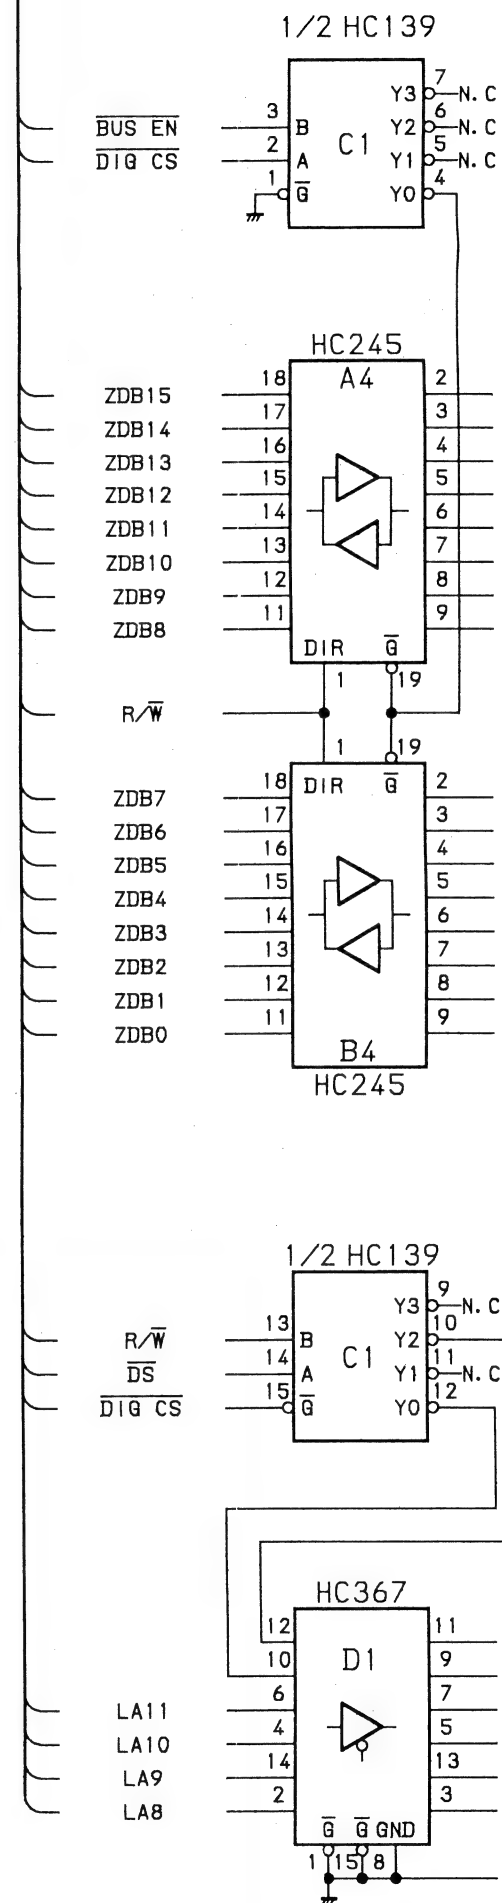 1/2 HC139
7
Y3 N.C
6
3 Y2 N.C
BUS EN B C1 5
2 Y1 N.C
DIG CS A 4
1 G Y0
HC245
18 A4 2
ZDB15
17 3
ZDB14
16 4
ZDB13
15 5
ZDB12
14 6
ZDB11
13 7
ZDB10
12 8
ZDB9
11 9
ZDB8
DIR G
1 19
R/W
1 19
18 DIR G 2
ZDB7
17 3
ZDB6
16 4
ZDB5
15 5
ZDB4
14 6
ZDB3
13 7
ZDB2
12 8
ZDB1
11 9
ZDB0
B4
HC245
1/2 HC139
9
Y3 N.C
13 10
R/W B Y2
14 C1 11
DS A Y1 N.C
15 12
DIG CS G Y0
HC367
12 11
10 D1 9
6 7
LA11
4 5
LA10
14 13
LA9
2 3
LA8
G G GND
1 15 8